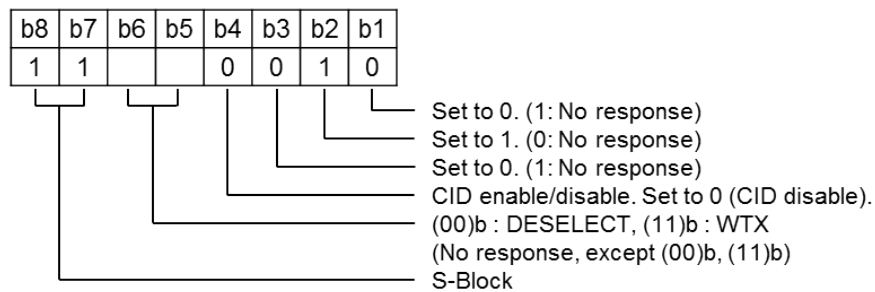 b8 b7 b6 b5 b4 b3 b2 b1
1 1 0 0 1 0
Set to 0. (1: No response)
Set to 1. (0: No response)
Set to 0. (1: No response)
CID enable/disable. Set to 0 (CID disable).
(00)b : DESELECT, (11)b : WTX
(No response, except (00)b, (11)b)
S-Block